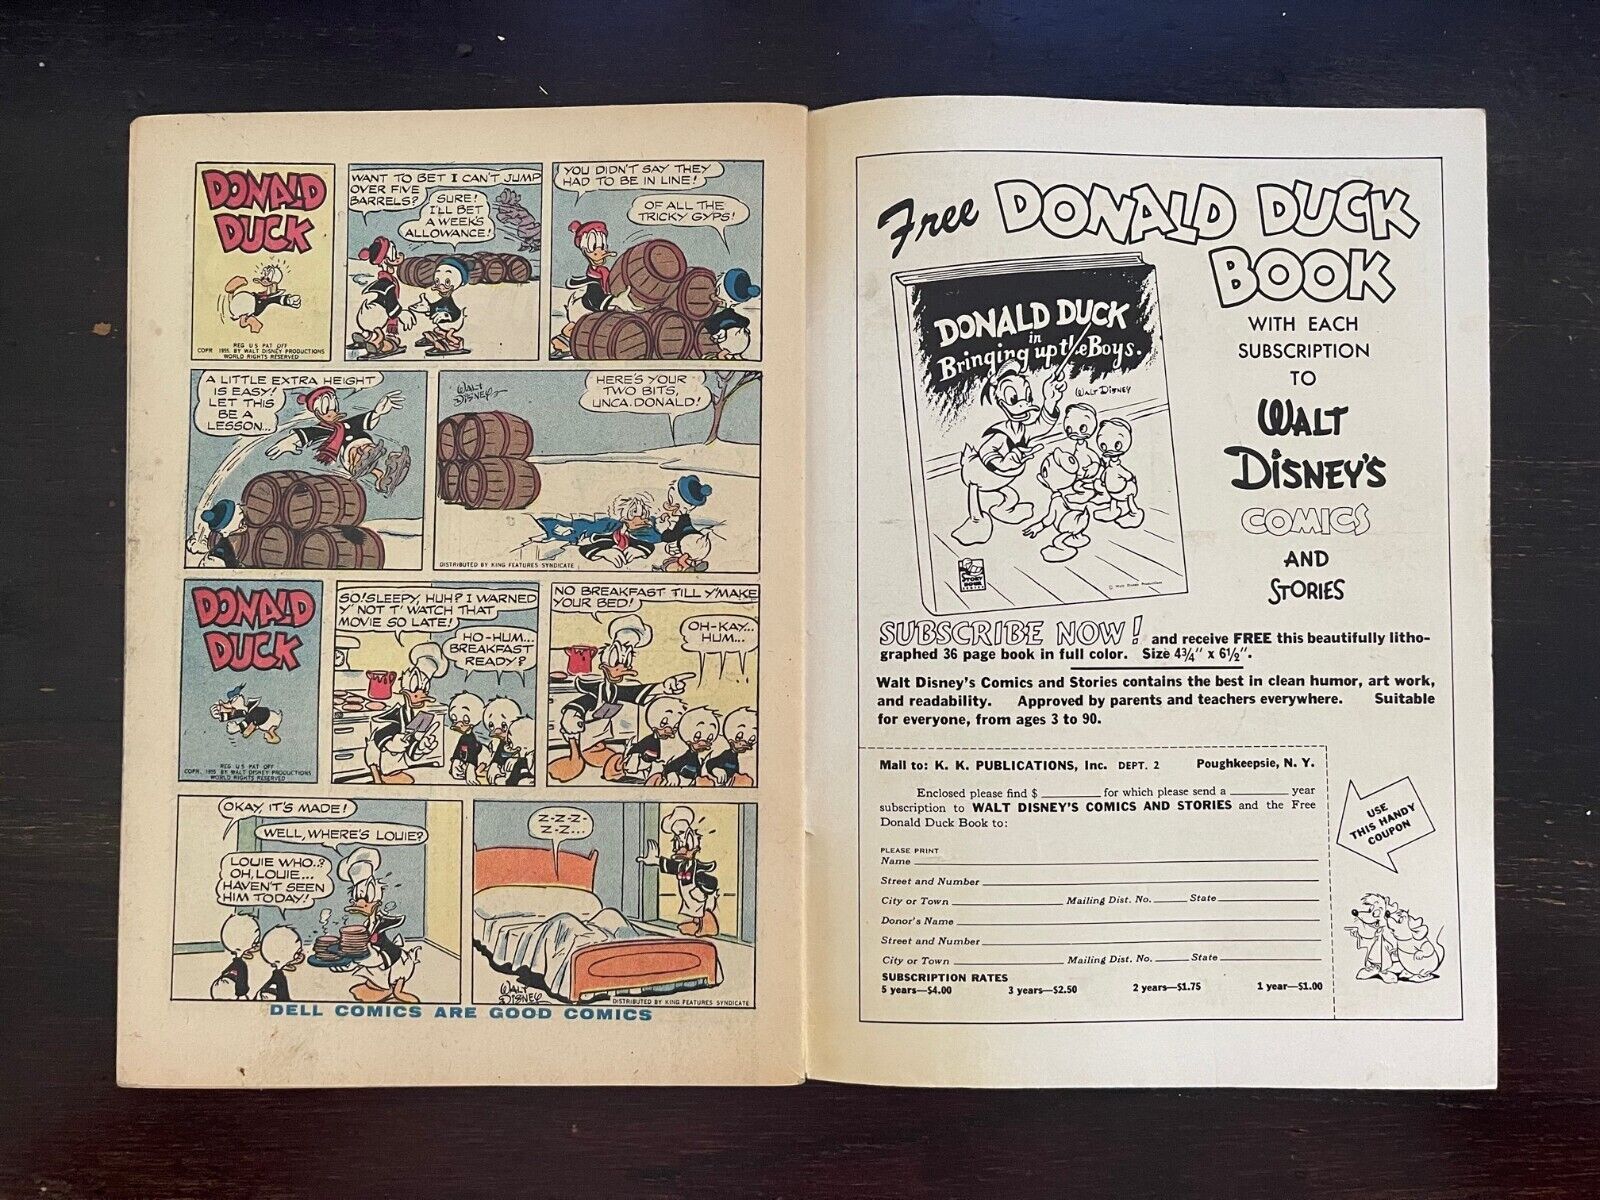 DONALD
DUCK
REG U S PAT OFF
COPR. 1955, BY WALT DISNEY PRODUCTIONS
WORLD RIGHTS RESERVED
WANT TO BET I CAN'T JUMP
OVER FIVE
BARRELS?
SURE!
I'LL BET
A WEEK'S
ALLOWANCE!
YOU DIDN'T SAY THEY
HAD TO BE IN LINE!
OF ALL THE
TRICKY GYPS!
A LITTLE EXTRA HEIGHT
IS EASY!
LET THIS
BE A
LESSON...
WALT
DISNEY
HERE'S YOUR
TWO BITS,
UNCA DONALD!
DISTRIBUTED BY KING FEATURES SYNDICATE
DONALD
DUCK
REG U S PAT OFF
COPR. 1955 BY WALT DISNEY PRODUCTIONS
WORLD RIGHTS RESERVED
SO! SLEEPY, HUH? I WARNED
Y' NOT T' WATCH THAT
MOVIE SO LATE!
HO-HUM...
BREAKFAST
READY?
NO BREAKFAST TILL Y'MAKE
YOUR BED!
OH-KAY...
HUM...
OKAY, IT'S MADE!
WELL, WHERE'S LOUIE?
LOUIE WHO..?
OH, LOUIE...
HAVEN'T SEEN
HIM TODAY!
Z-Z-Z-
Z-Z...
WALT
DISNEY
DISTRIBUTED BY KING FEATURES SYNDICATE
DELL COMICS ARE GOOD COMICS
Free DONALD DUCK
BOOK
WITH EACH
SUBSCRIPTION
TO
WALT
DISNEY'S
COMICS
AND
STORIES
DONALD DUCK
in
Bringing up the Boys.
WALT DISNEY
STORY
HOUR
SERIES
© Walt Disney Productions
SUBSCRIBE NOW! and receive FREE this beautifully litho-
graphed 36 page book in full color. Size 4¾" x 6½".
Walt Disney's Comics and Stories contains the best in clean humor, art work,
and readability. Approved by parents and teachers everywhere. Suitable
for everyone, from ages 3 to 90.
Mail to: K. K. PUBLICATIONS, Inc. DEPT. 2 Poughkeepsie, N. Y.
Enclosed please find $ for which please send a year
subscription to WALT DISNEY'S COMICS AND STORIES and the Free
Donald Duck Book to:
PLEASE PRINT
Name
Street and Number
City or Town Mailing Dist. No. State
Donor's Name
Street and Number
City or Town Mailing Dist. No. State
SUBSCRIPTION RATES
5 years—$4.00 3 years—$2.50 2 years—$1.75 1 year—$1.00
USE
THIS HANDY
COUPON